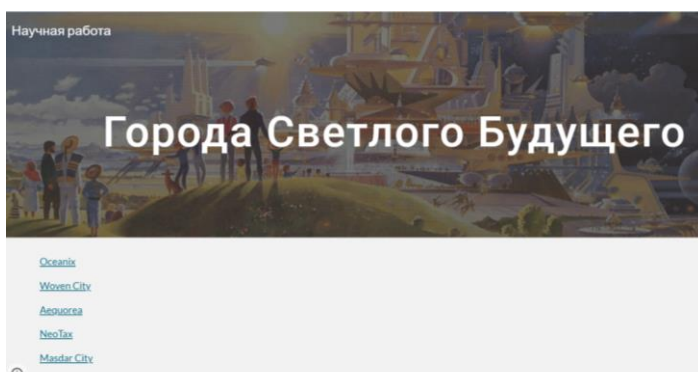 Научная работа
Города Светлого Будущего
Oceanix
Woven City
Aequorea
NeoTax
Masdar City